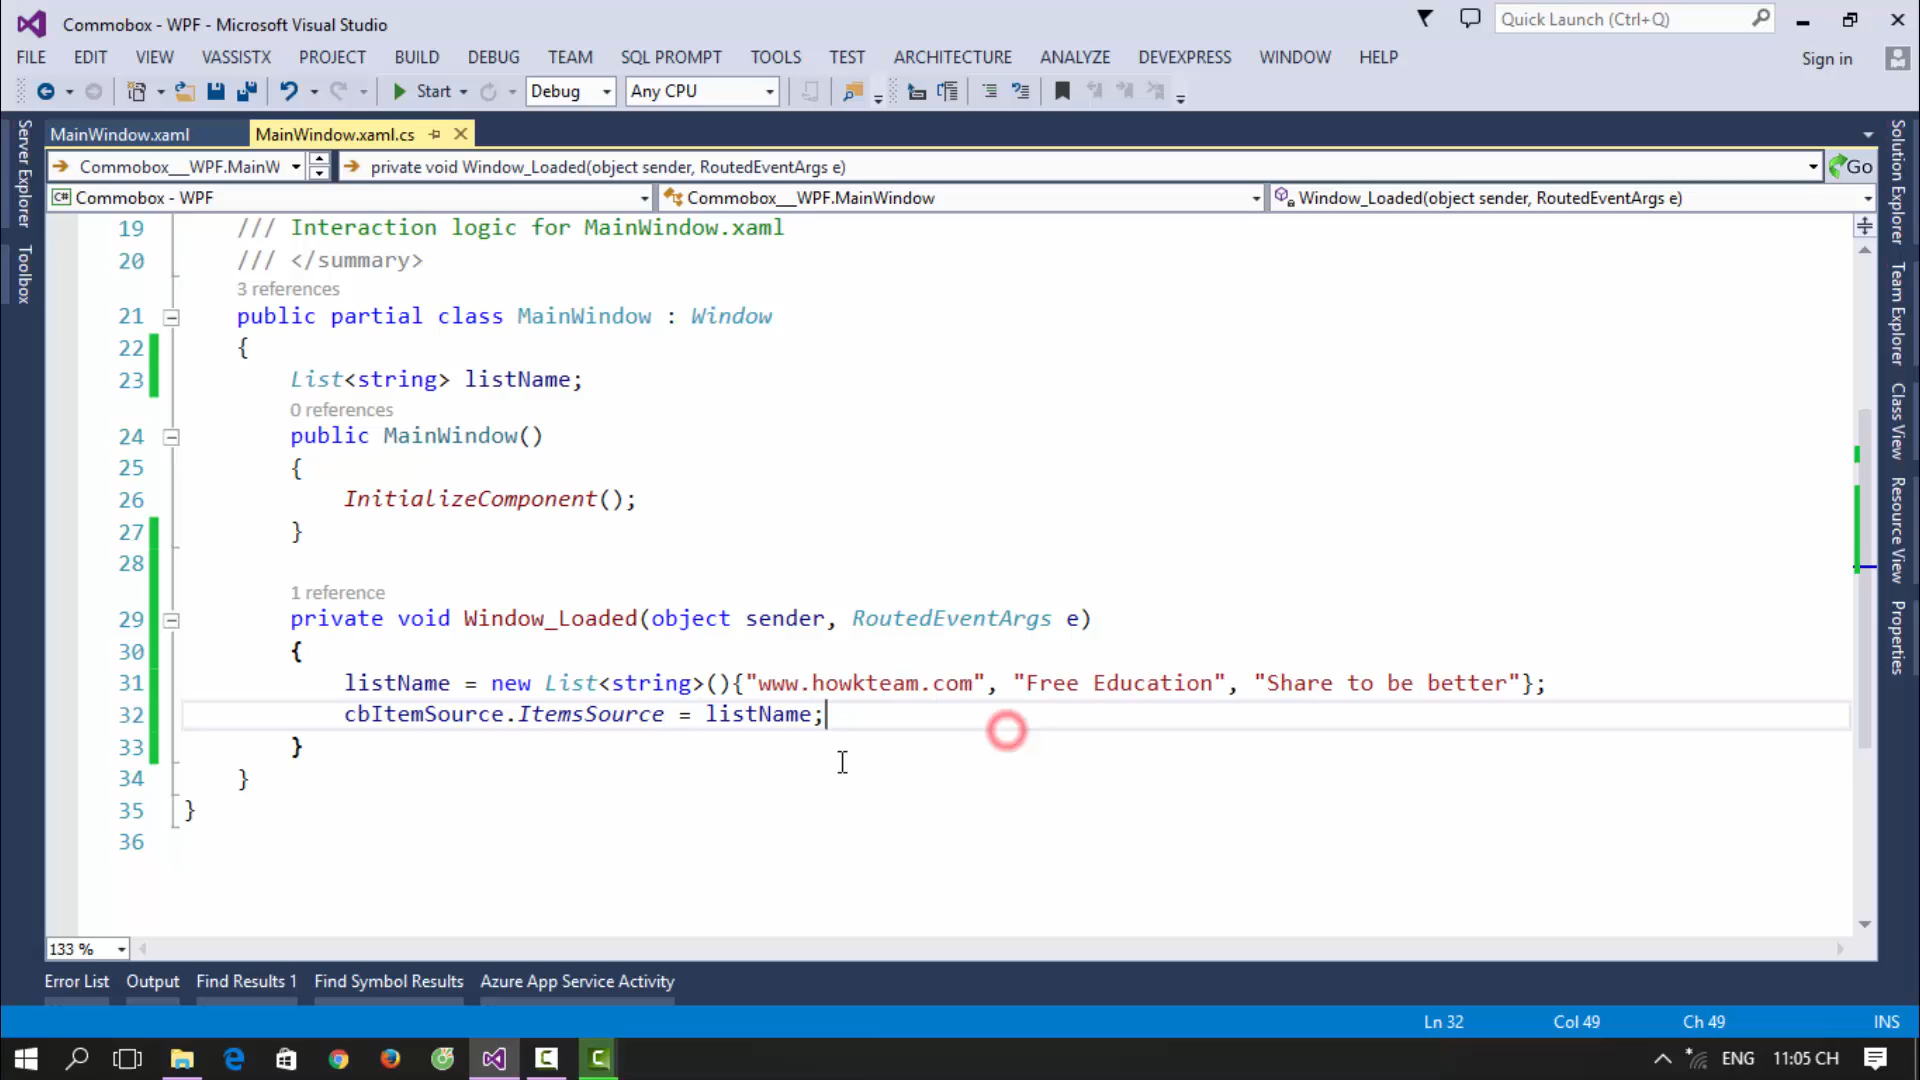 Commobox - WPF - Microsoft Visual Studio
Quick Launch (Ctrl+Q)
FILE EDIT VIEW VASSISTX PROJECT BUILD DEBUG TEAM SQL PROMPT TOOLS TEST ARCHITECTURE ANALYZE DEVEXPRESS WINDOW HELP Sign in
Start Debug Any CPU
MainWindow.xaml MainWindow.xaml.cs
Commobox__WPF.MainW private void Window_Loaded(object sender, RoutedEventArgs e) Go
C# Commobox - WPF Commobox__WPF.MainWindow Window_Loaded(object sender, RoutedEventArgs e)
Server Explorer
Toolbox
19 /// Interaction logic for MainWindow.xaml
20 /// </summary>
3 references
21 public partial class MainWindow : Window
22 {
23 List<string> listName;
0 references
24 public MainWindow()
25 {
26 InitializeComponent();
27 }
28
1 reference
29 private void Window_Loaded(object sender, RoutedEventArgs e)
30 {
31 listName = new List<string>(){"www.howkteam.com", "Free Education", "Share to be better"};
32 cbItemSource.ItemsSource = listName;
33 }
34 }
35 }
36
Solution Explorer
Team Explorer
Class View
Resource View
Properties
133 %
Error List Output Find Results 1 Find Symbol Results Azure App Service Activity
Ln 32 Col 49 Ch 49 INS
ENG 11:05 CH